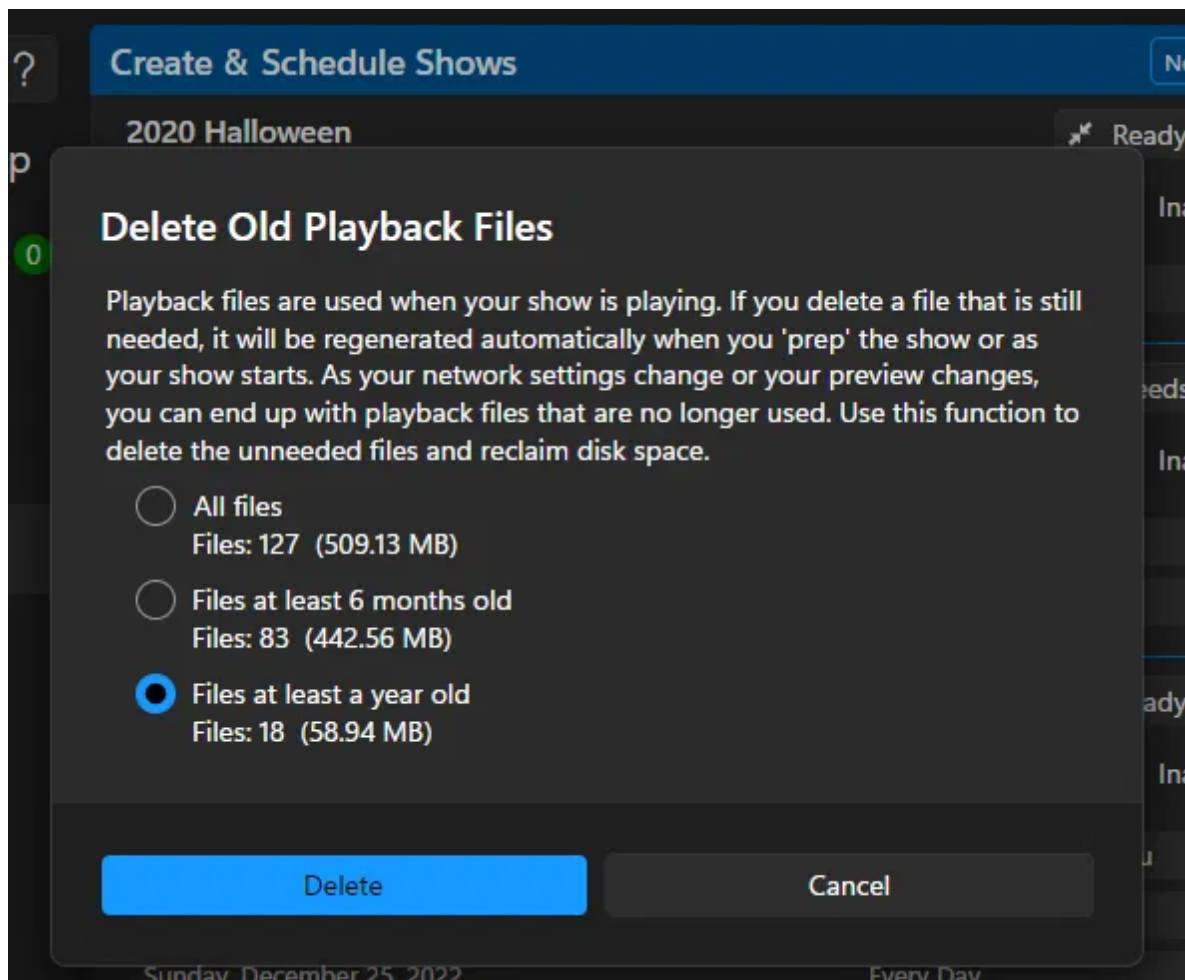 ?
Create & Schedule Shows
2020 Halloween
Ready
p
0
Delete Old Playback Files
Playback files are used when your show is playing. If you delete a file that is still
needed, it will be regenerated automatically when you 'prep' the show or as
your show starts. As your network settings change or your preview changes,
you can end up with playback files that are no longer used. Use this function to
delete the unneeded files and reclaim disk space.
All files
Files: 127 (509.13 MB)
Files at least 6 months old
Files: 83 (442.56 MB)
Files at least a year old
Files: 18 (58.94 MB)
Delete
Cancel
Sunday, December 25, 2022
Every Day